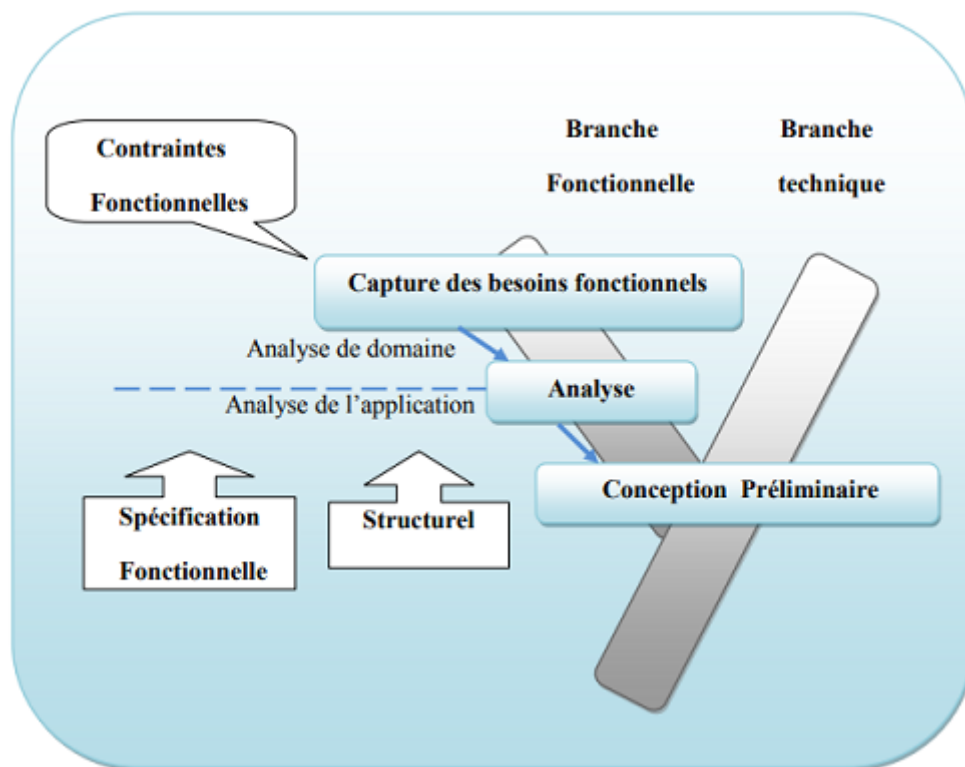 Contraintes
Fonctionnelles
Branche
Fonctionnelle
Branche
technique
Capture des besoins fonctionnels
Analyse de domaine
Analyse
Analyse de l’application
Conception Préliminaire
Spécification
Fonctionnelle
Structurel